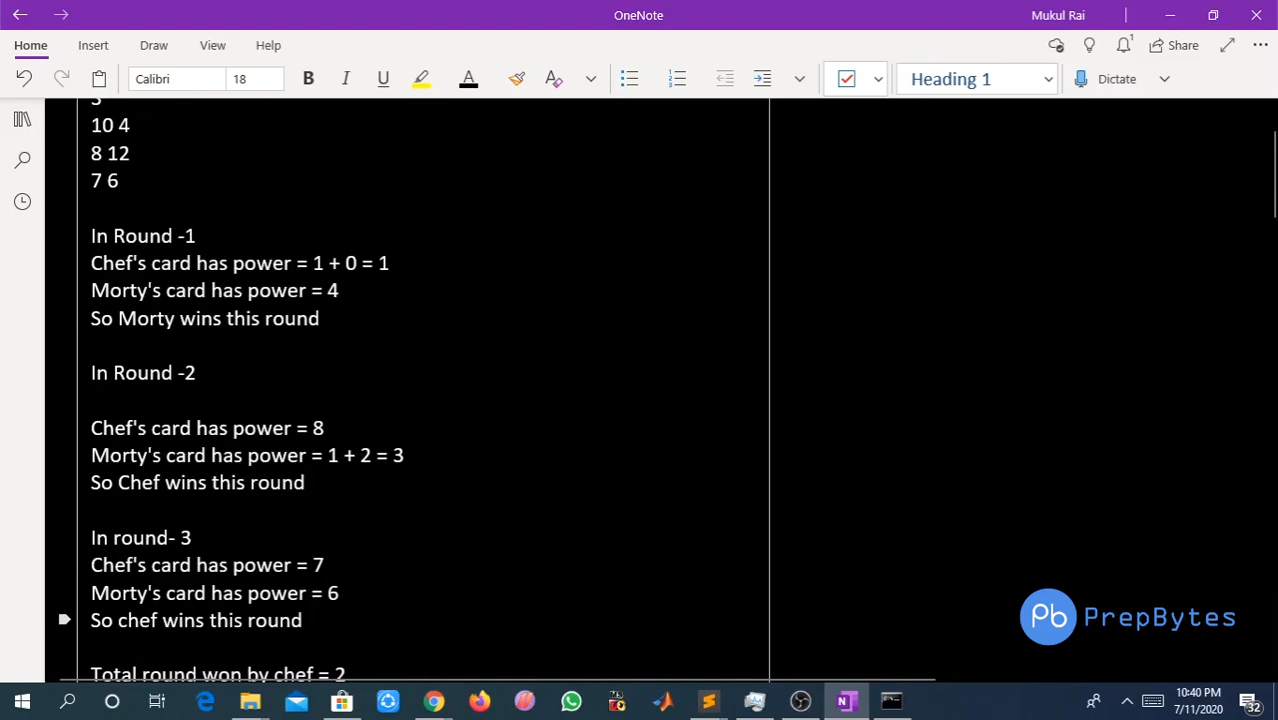 OneNote
Mukul Rai
Home Insert Draw View Help
Share
Calibri 18 B I U A Heading 1 Dictate
3
10 4
8 12
7 6
In Round -1
Chef's card has power = 1 + 0 = 1
Morty's card has power = 4
So Morty wins this round
In Round -2
Chef's card has power = 8
Morty's card has power = 1 + 2 = 3
So Chef wins this round
In round- 3
Chef's card has power = 7
Morty's card has power = 6
So chef wins this round
Total round won by chef = 2
Pb PrepBytes
10:40 PM
7/11/2020
32